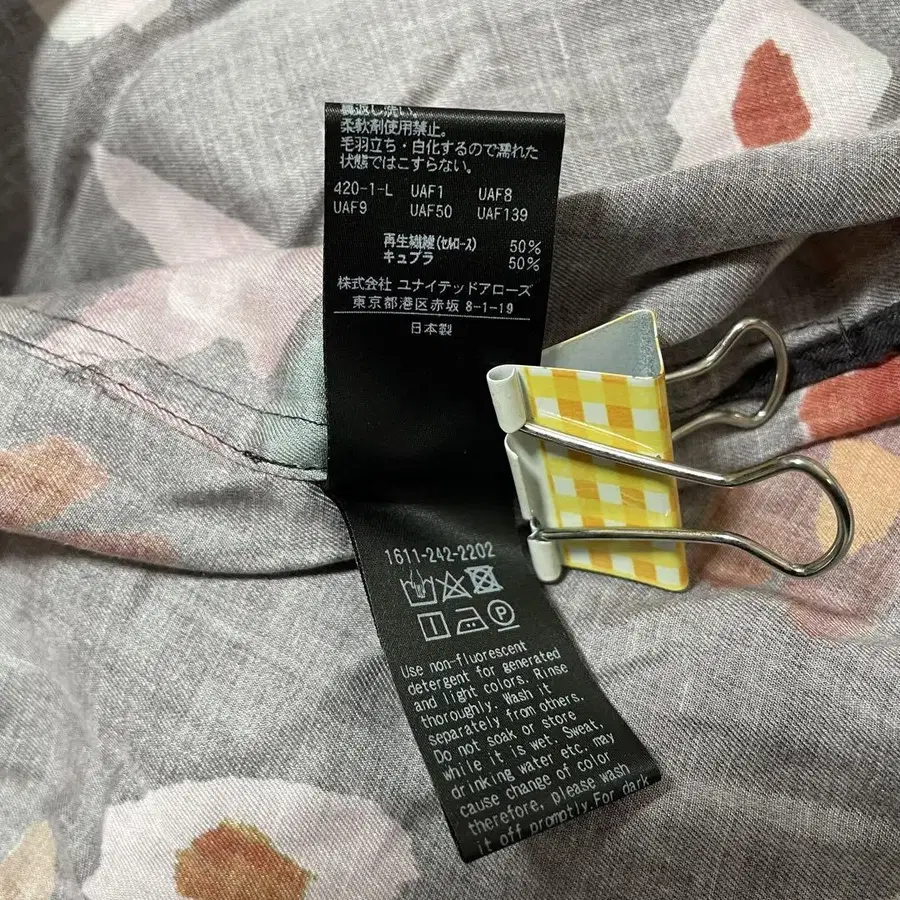 裏返し洗い。
柔軟剤使用禁止。
毛羽立ち・白化するので濡れた
状態ではこすらない。
420-1-L UAF1 UAF8
UAF9 UAF50 UAF139
再生繊維(セルロース) 50%
キュプラ 50%
株式会社 ユナイテッドアローズ
東京都港区赤坂 8-1-19
日本製
1611-242-2202
Use non-fluorescent
detergent for generated
and light colors. Rinse
thoroughly. Wash it
separately from others.
Do not soak or store
while it is wet. Sweat,
drinking water etc. may
cause change of color
therefore, please wash
it off promptly.For dark